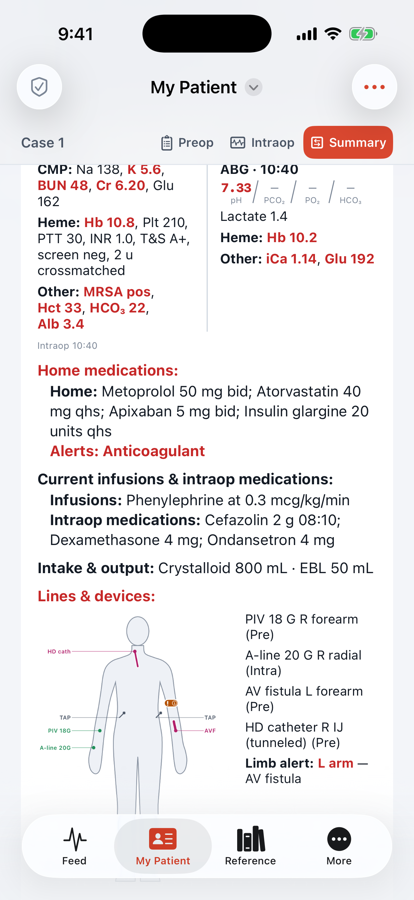 9:41
My Patient
Case 1
Preop
Intraop
Summary
CMP: Na 138, K 5.6,
BUN 48, Cr 6.20, Glu
162
Heme: Hb 10.8, Plt 210,
PTT 30, INR 1.0, T&S A+,
screen neg, 2 u
crossmatched
Other: MRSA pos,
Hct 33, HCO₃ 22,
Alb 3.4
Intraop 10:40
ABG · 10:40
7.33 / — / — / —
pH PCO₂ PO₂ HCO₃
Lactate 1.4
Heme: Hb 10.2
Other: iCa 1.14, Glu 192
Home medications:
Home: Metoprolol 50 mg bid; Atorvastatin 40
mg qhs; Apixaban 5 mg bid; Insulin glargine 20
units qhs
Alerts: Anticoagulant
Current infusions & intraop medications:
Infusions: Phenylephrine at 0.3 mcg/kg/min
Intraop medications: Cefazolin 2 g 08:10;
Dexamethasone 4 mg; Ondansetron 4 mg
Intake & output: Crystalloid 800 mL · EBL 50 mL
Lines & devices:
HD cath
TAP
PIV 18G
A-line 20G
TAP
AVF
PIV 18 G R forearm
(Pre)
A-line 20 G R radial
(Intra)
AV fistula L forearm
(Pre)
HD catheter R IJ
(tunneled) (Pre)
Limb alert: L arm —
AV fistula
Feed
My Patient
Reference
More